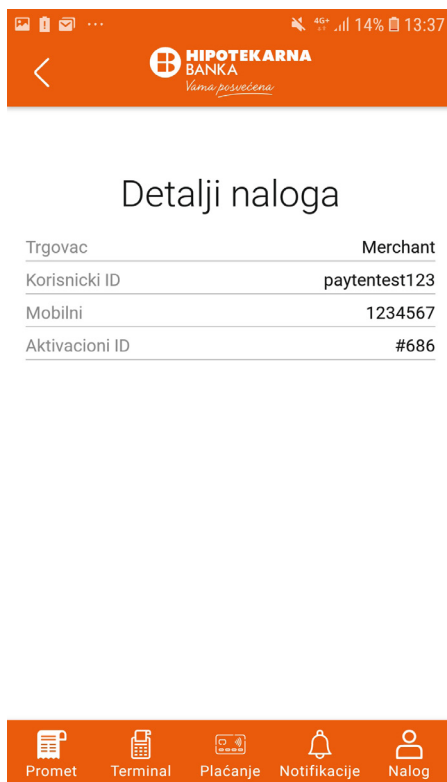 4G+ 14% 13:37
HIPOTEKARNA
BANKA
Vama posvećena
Detalji naloga
Trgovac Merchant
Korisnicki ID paytentest123
Mobilni 1234567
Aktivacioni ID #686
Promet Terminal Plaćanje Notifikacije Nalog